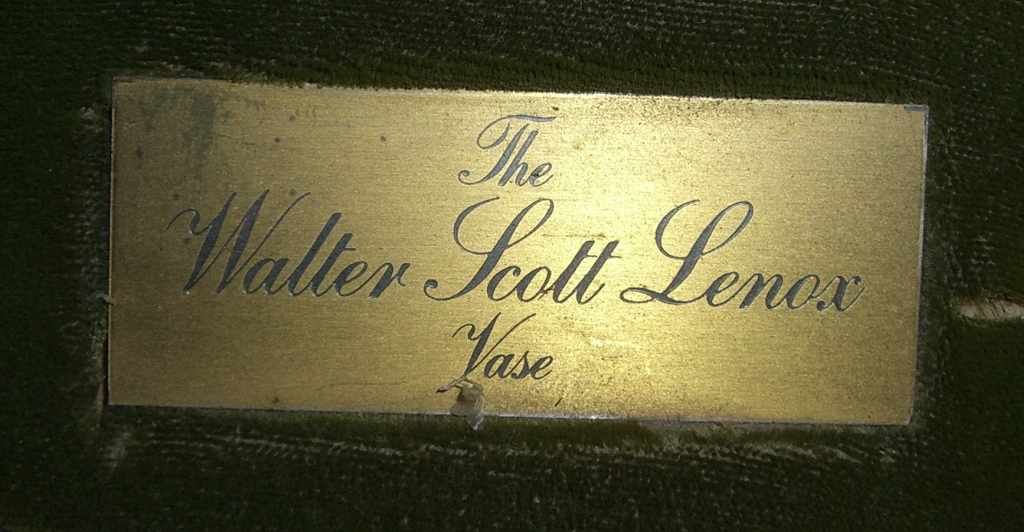 The
Walter Scott Lenox
Vase